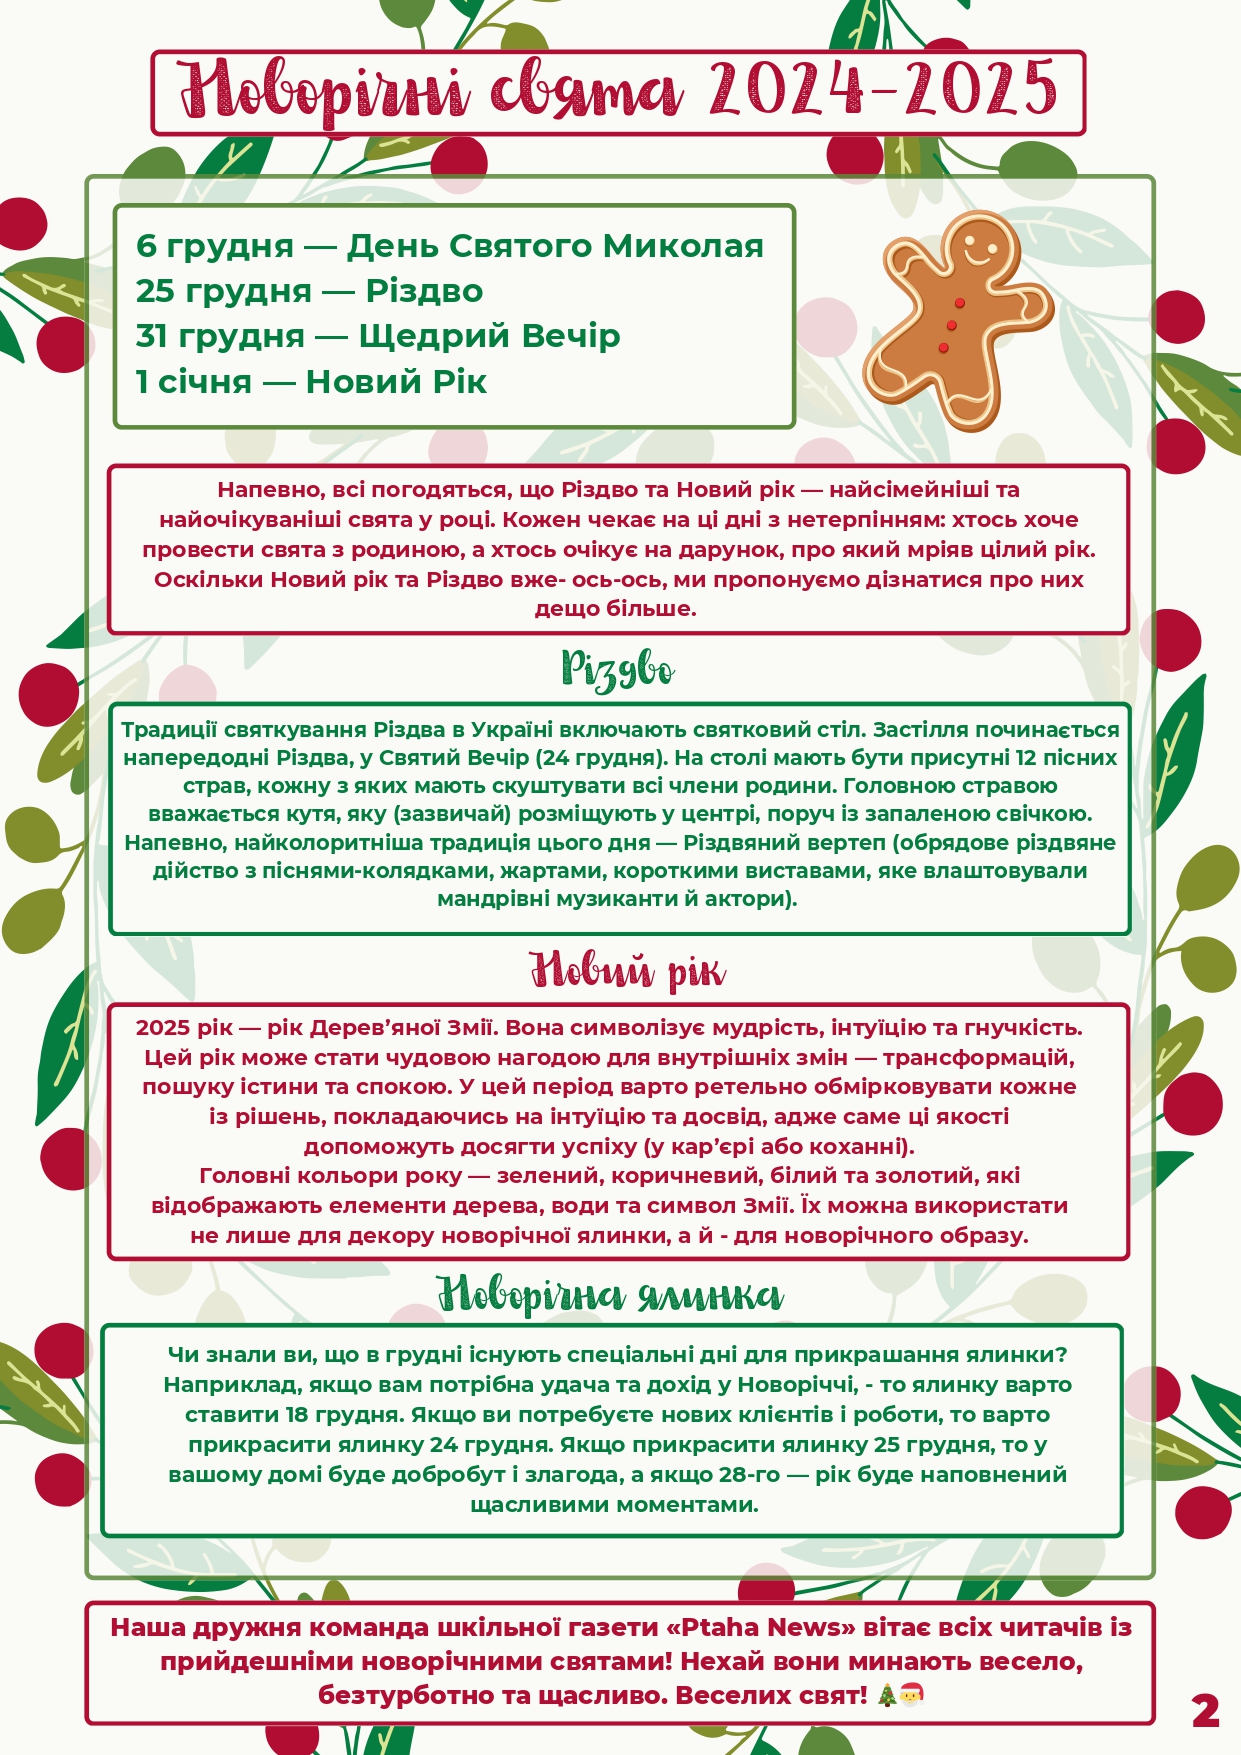 Новорічні свята 2024-2025
6 грудня — День Святого Миколая
25 грудня — Різдво
31 грудня — Щедрий Вечір
1 січня — Новий Рік
Напевно, всі погодяться, що Різдво та Новий рік — найсімейніші та
найочікуваніші свята у році. Кожен чекає на ці дні з нетерпінням: хтось хоче
провести свята з родиною, а хтось очікує на дарунок, про який мріяв цілий рік.
Оскільки Новий рік та Різдво вже- ось-ось, ми пропонуємо дізнатися про них
дещо більше.
Різдво
Традиції святкування Різдва в Україні включають святковий стіл. Застілля починається
напередодні Різдва, у Святий Вечір (24 грудня). На столі мають бути присутні 12 пісних
страв, кожну з яких мають скуштувати всі члени родини. Головною стравою
вважається кутя, яку (зазвичай) розміщують у центрі, поруч із запаленою свічкою.
Напевно, найколоритніша традиція цього дня — Різдвяний вертеп (обрядове різдвяне
дійство з піснями-колядками, жартами, короткими виставами, яке влаштовували
мандрівні музиканти й актори).
Новий рік
2025 рік — рік Дерев’яної Змії. Вона символізує мудрість, інтуїцію та гнучкість.
Цей рік може стати чудовою нагодою для внутрішніх змін — трансформацій,
пошуку істини та спокою. У цей період варто ретельно обмірковувати кожне
із рішень, покладаючись на інтуїцію та досвід, адже саме ці якості
допоможуть досягти успіху (у кар’єрі або коханні).
Головні кольори року — зелений, коричневий, білий та золотий, які
відображають елементи дерева, води та символ Змії. Їх можна використати
не лише для декору новорічної ялинки, а й - для новорічного образу.
Новорічна ялинка
Чи знали ви, що в грудні існують спеціальні дні для прикрашання ялинки?
Наприклад, якщо вам потрібна удача та дохід у Новоріччі, - то ялинку варто
ставити 18 грудня. Якщо ви потребуєте нових клієнтів і роботи, то варто
прикрасити ялинку 24 грудня. Якщо прикрасити ялинку 25 грудня, то у
вашому домі буде добробут і злагода, а якщо 28-го — рік буде наповнений
щасливими моментами.
Наша дружня команда шкільної газети «Ptaha News» вітає всіх читачів із
прийдешніми новорічними святами! Нехай вони минають весело,
безтурботно та щасливо. Веселих свят! 🎄🎅
2